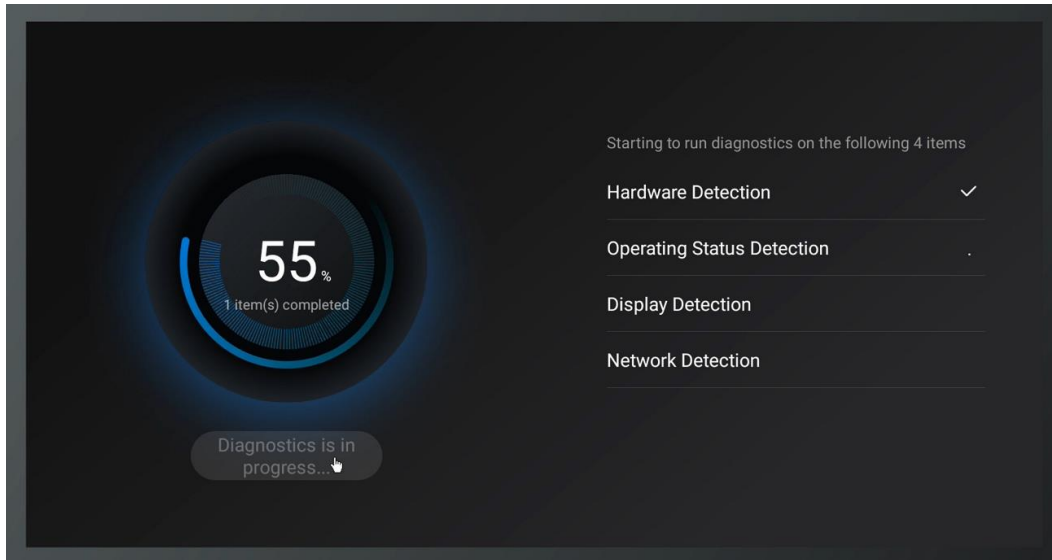 55%
1 item(s) completed
Diagnostics is in
progress...
Starting to run diagnostics on the following 4 items
Hardware Detection
Operating Status Detection
Display Detection
Network Detection